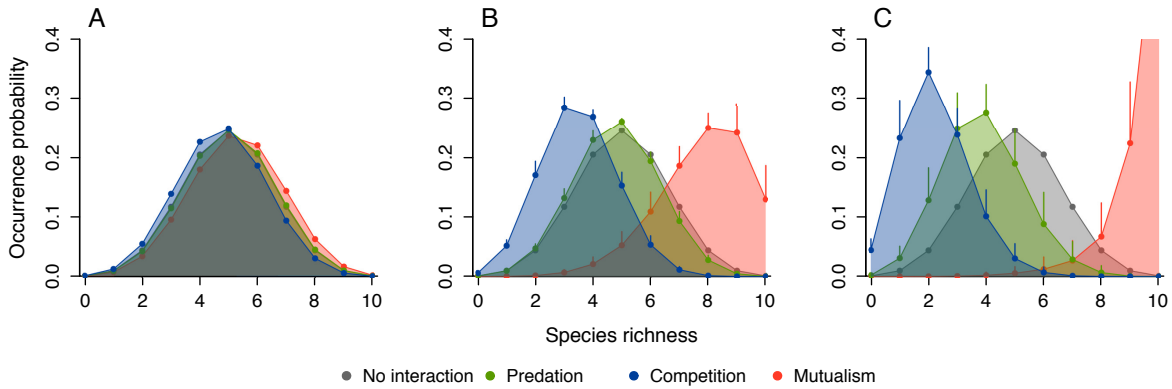 A B C
Occurrence probability
0.4 0.4 0.4
0.3 0.3 0.3
0.2 0.2 0.2
0.1 0.1 0.1
0.0 0.0 0.0
0 2 4 6 8 10 0 2 4 6 8 10 0 2 4 6 8 10
Species richness
No interaction Predation Competition Mutualism